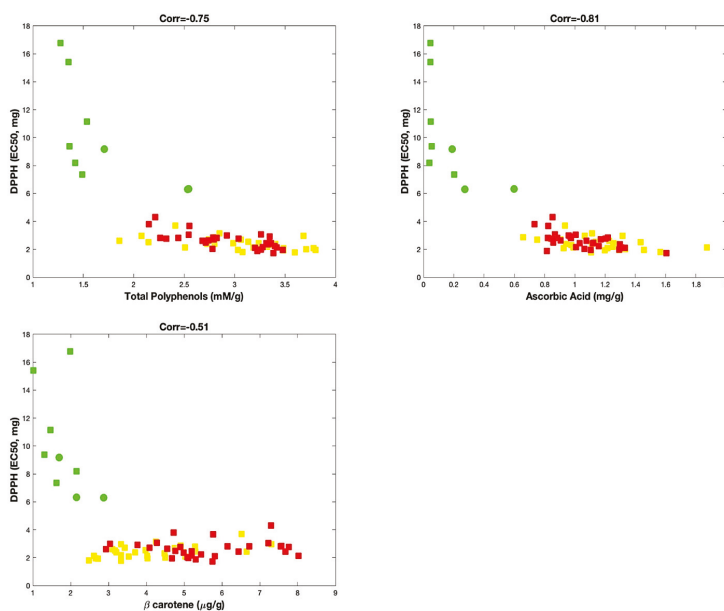 Corr=-0.75
18
16
14
12
10
8
6
4
2
0
DPPH (EC50, mg)
1 1.5 2 2.5 3 3.5 4
Total Polyphenols (mM/g)
Corr=-0.81
18
16
14
12
10
8
6
4
2
0
DPPH (EC50, mg)
0 0.2 0.4 0.6 0.8 1 1.2 1.4 1.6 1.8 2
Ascorbic Acid (mg/g)
Corr=-0.51
18
16
14
12
10
8
6
4
2
0
DPPH (EC50, mg)
1 2 3 4 5 6 7 8 9
β carotene (μg/g)